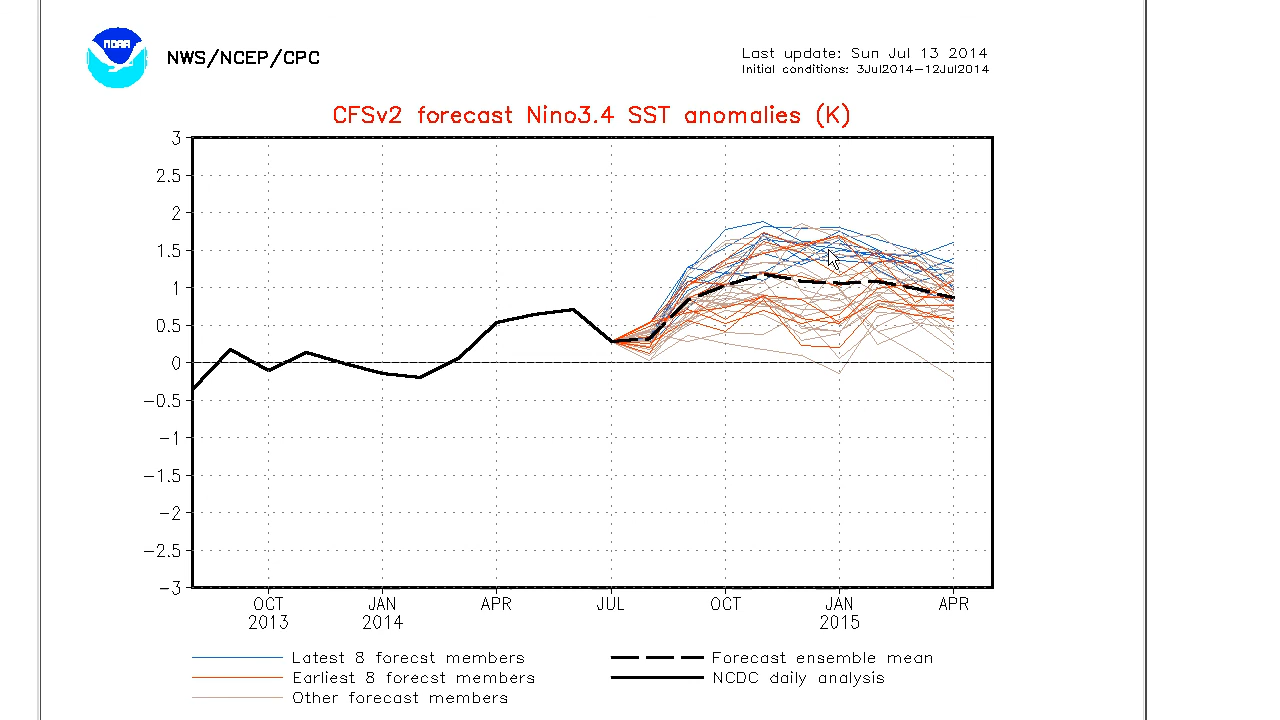 NOAA
NWS/NCEP/CPC
Last update: Sun Jul 13 2014
Initial conditions: 3Jul2014–12Jul2014
CFSv2 forecast Nino3.4 SST anomalies (K)
3
2.5
2
1.5
1
0.5
0
−0.5
−1
−1.5
−2
−2.5
−3
OCT JAN APR JUL OCT JAN APR
2013 2014 2015
Latest 8 forecst members
Earliest 8 forecst members
Other forecast members
Forecast ensemble mean
NCDC daily analysis